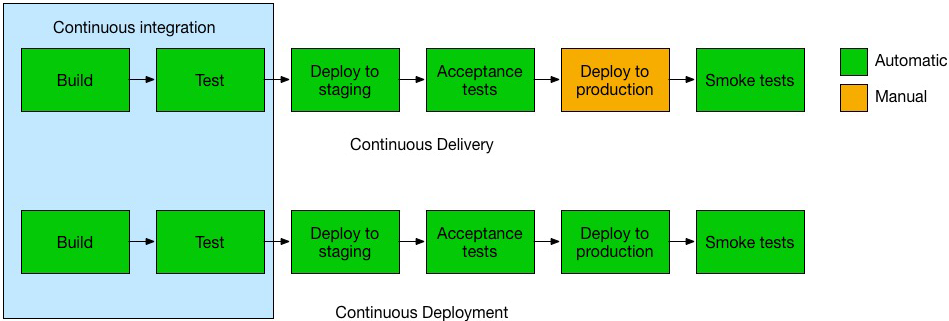 Continuous integration
Build
Test
Deploy to
staging
Acceptance
tests
Deploy to
production
Smoke tests
Automatic
Manual
Continuous Delivery
Build
Test
Deploy to
staging
Acceptance
tests
Deploy to
production
Smoke tests
Continuous Deployment